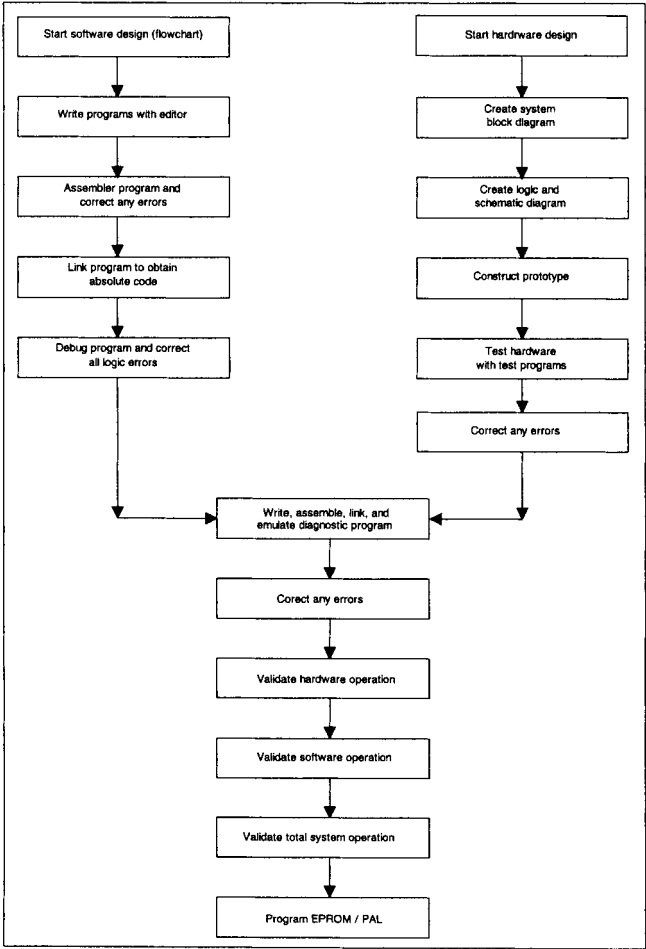 Start software design (flowchart)
Write programs with editor
Assembler program and
correct any errors
Link program to obtain
absolute code
Debug program and correct
all logic errors
Start hardrware design
Create system
block diagram
Create logic and
schematic diagram
Construct prototype
Test hardware
with test programs
Correct any errors
Write, assemble, link, and
emulate diagnostic program
Corect any errors
Validate hardware operation
Validate software operation
Validate total system operation
Program EPROM / PAL